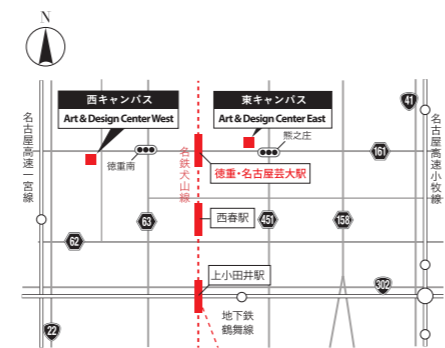 N
西キャンパス
Art & Design Center West
東キャンパス
Art & Design Center East
41
名古屋高速一宮線
名鉄犬山線
熊之庄
名古屋高速小牧線
徳重南
161
徳重・名古屋芸大駅
63
西春駅
451
158
62
上小田井駅
302
地下鉄
鶴舞線
22